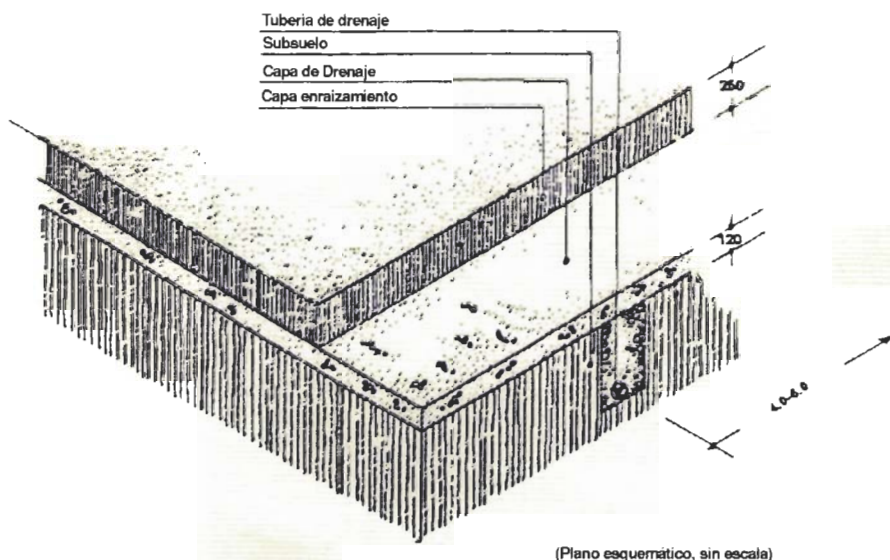 Tuberia de drenaje
Subsuelo
Capa de Drenaje
Capa enraizamiento
250
120
4.0-6.0
(Plano esquemático, sin escala)